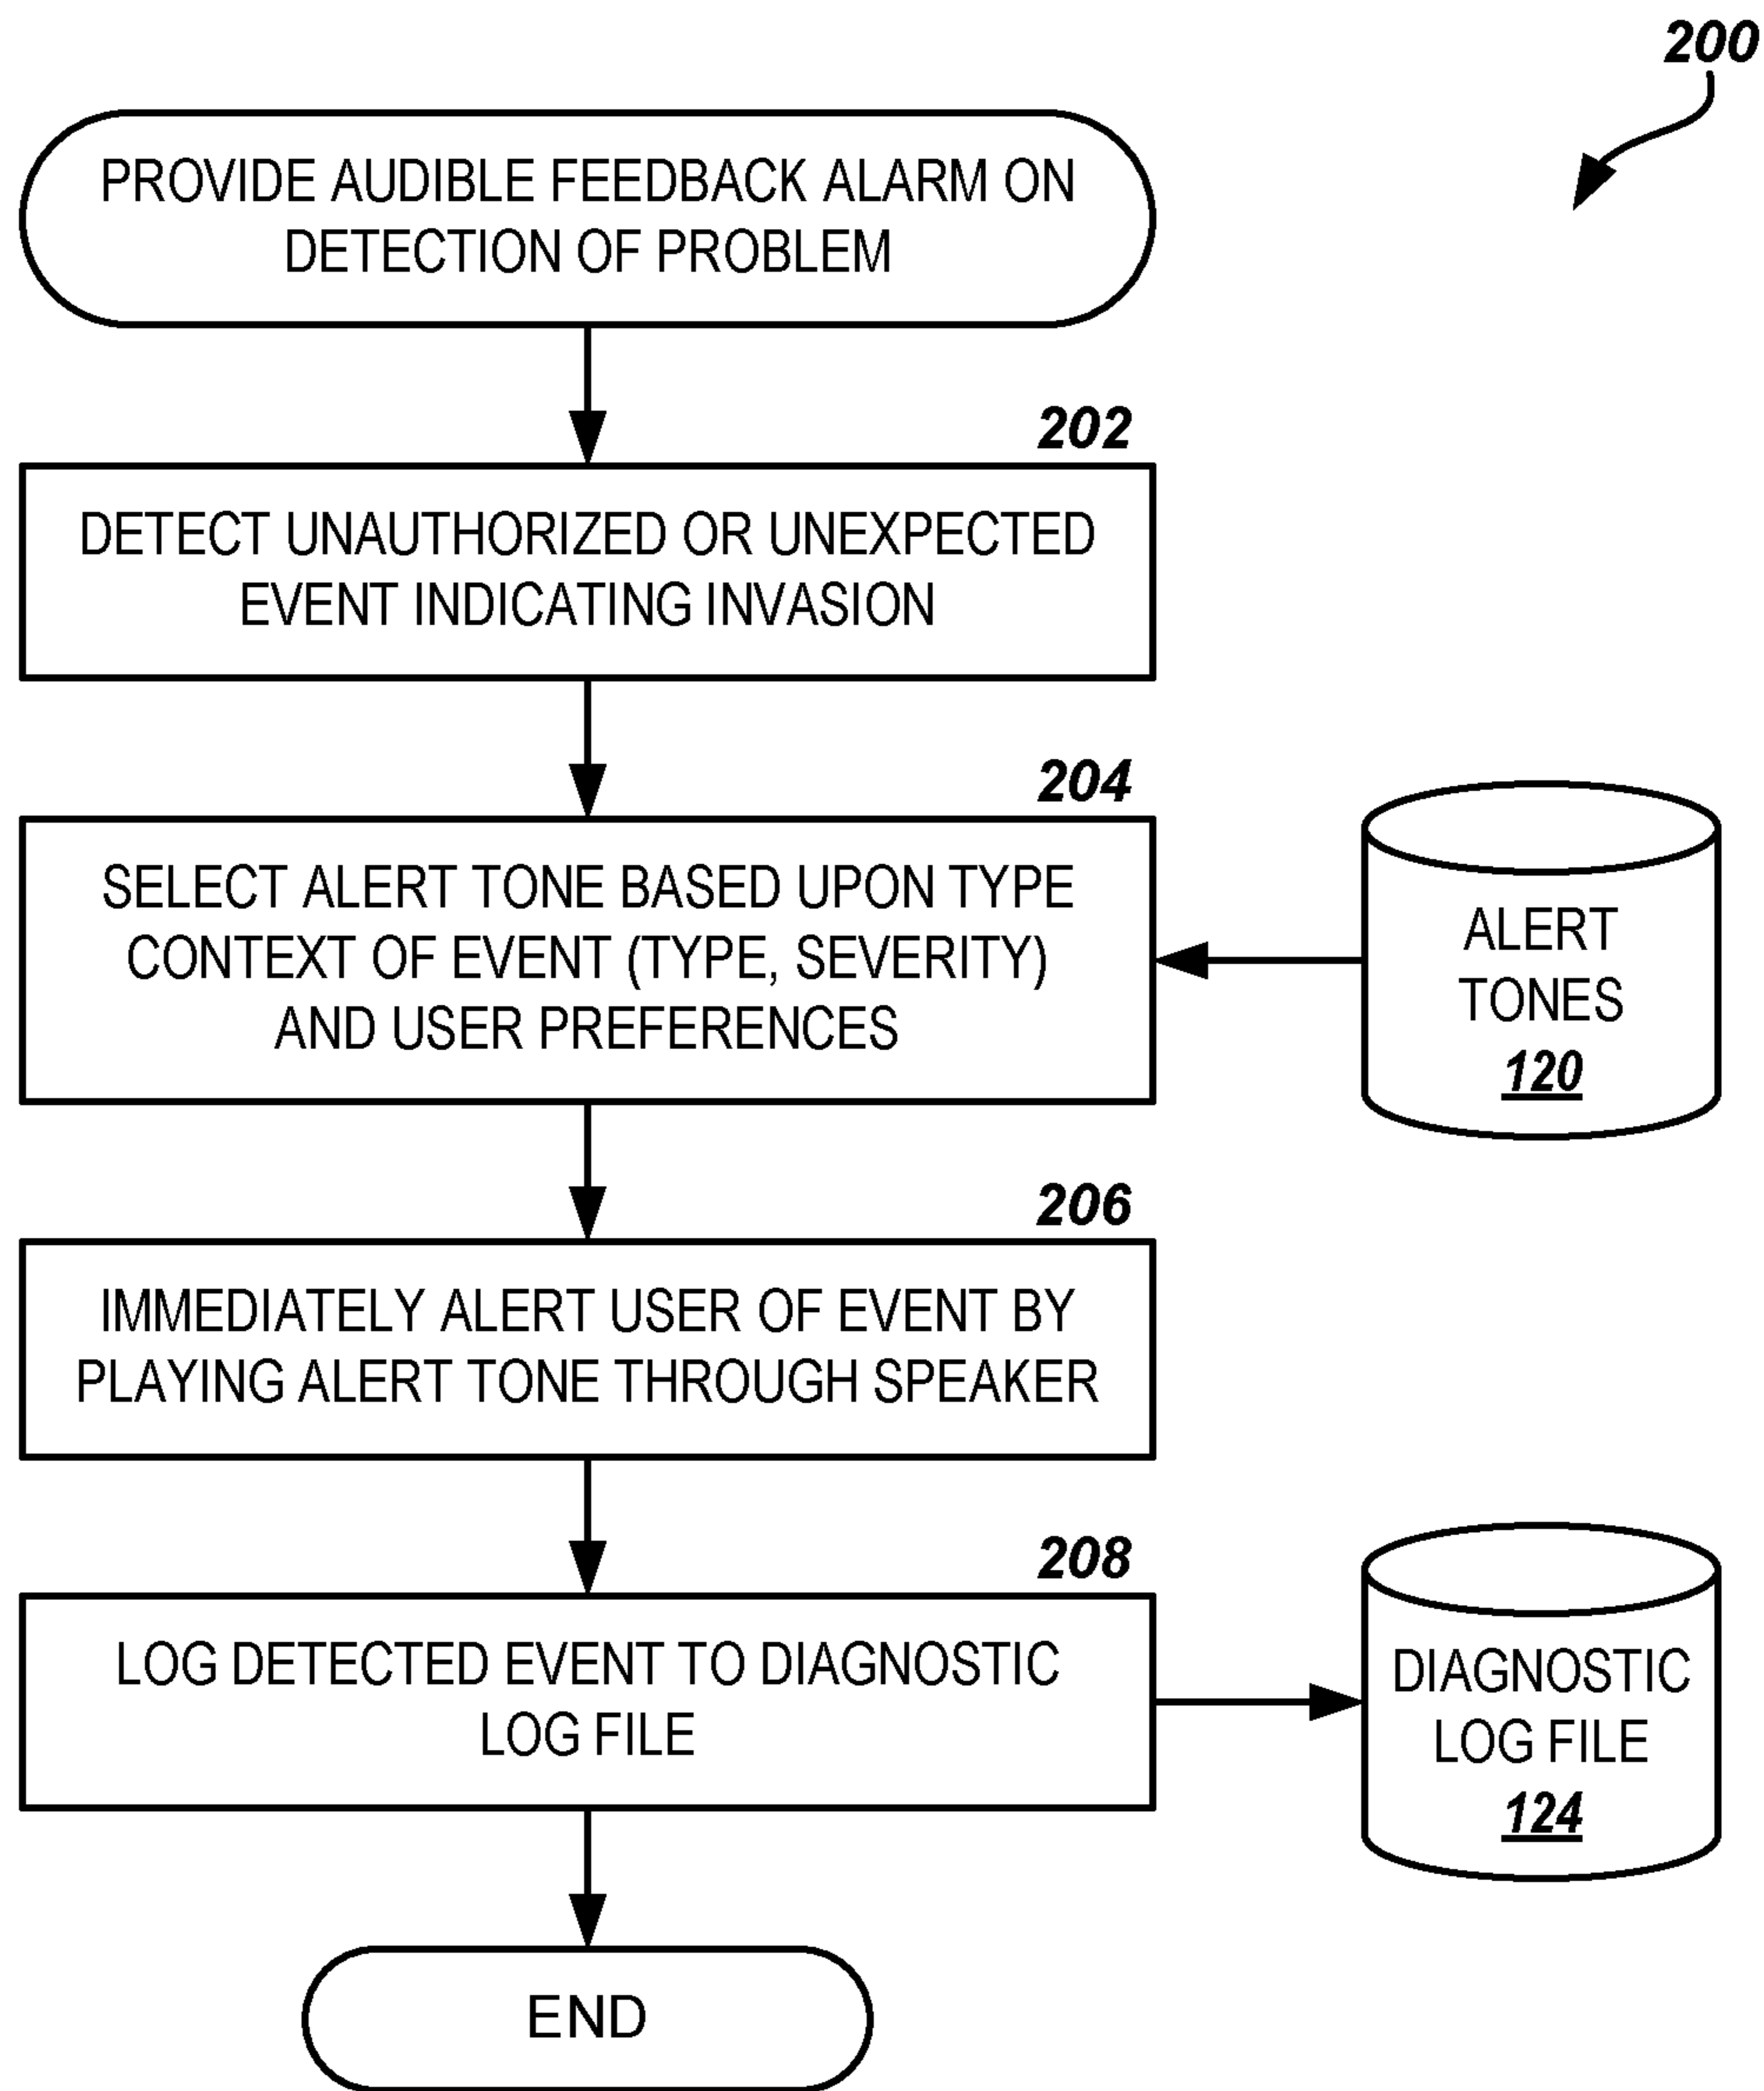 200
PROVIDE AUDIBLE FEEDBACK ALARM ON
DETECTION OF PROBLEM
202
DETECT UNAUTHORIZED OR UNEXPECTED
EVENT INDICATING INVASION
204
SELECT ALERT TONE BASED UPON TYPE
CONTEXT OF EVENT (TYPE, SEVERITY)
AND USER PREFERENCES
ALERT
TONES
120
206
IMMEDIATELY ALERT USER OF EVENT BY
PLAYING ALERT TONE THROUGH SPEAKER
208
LOG DETECTED EVENT TO DIAGNOSTIC
LOG FILE
DIAGNOSTIC
LOG FILE
124
END